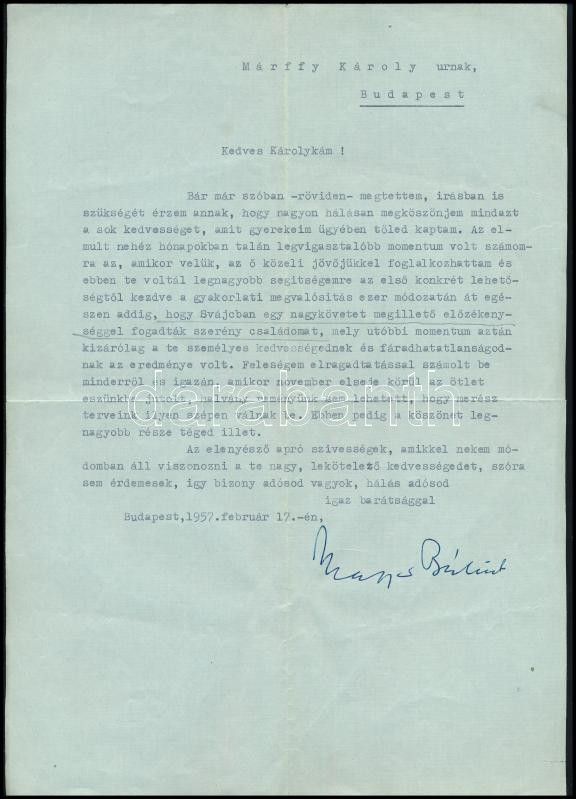 M á r f f y  K á r o l y  urnak,
B u d a p e s t
Kedves Károlykám !
Bár már szóban -röviden- megtettem, irásban is
szükségét érzem annak, hogy nagyon hálásan megköszönjem mindazt
a sok kedvességet, amit gyerekeim ügyében tőled kaptam. Az el-
mult nehéz hónapokban talán legvigasztalóbb momentum volt számom-
ra az, amikor velük, az ő közeli jövőjükkel foglalkozhattam és
ebben te voltál legnagyobb segitségemre az első konkrét lehető-
ségtől kezdve a gyakorlati megvalósitás ezer módozatán át egé-
szen addig, hogy Svájcban egy nagykövetet megillető előzékeny-
séggel fogadták szerény családomat, mely utóbbi momentum aztán
kizárólag a te személyes kedvességednek és fáradhatatlanságod-
nak az eredménye volt. Feleségem elragadtatással számolt be
minderről és igazán, amikor november elseje körül az ötlet
eszünkbe jutott, halvány reményünk sem lehetett, hogy merész
terveink ilyen szépen válnak be. Ebben pedig a köszönet leg-
nagyobb része téged illet.
Az elenyésző apró szivességek, amikkel nekem mó-
domban áll viszonozni a te nagy, lekötelező kedvességedet, szóra
sem érdemesek, igy bizony adósod vagyok, hálás adósod
igaz barátsággal
Budapest,1957.február 17.-én,
Magyar Bálint
darabanth